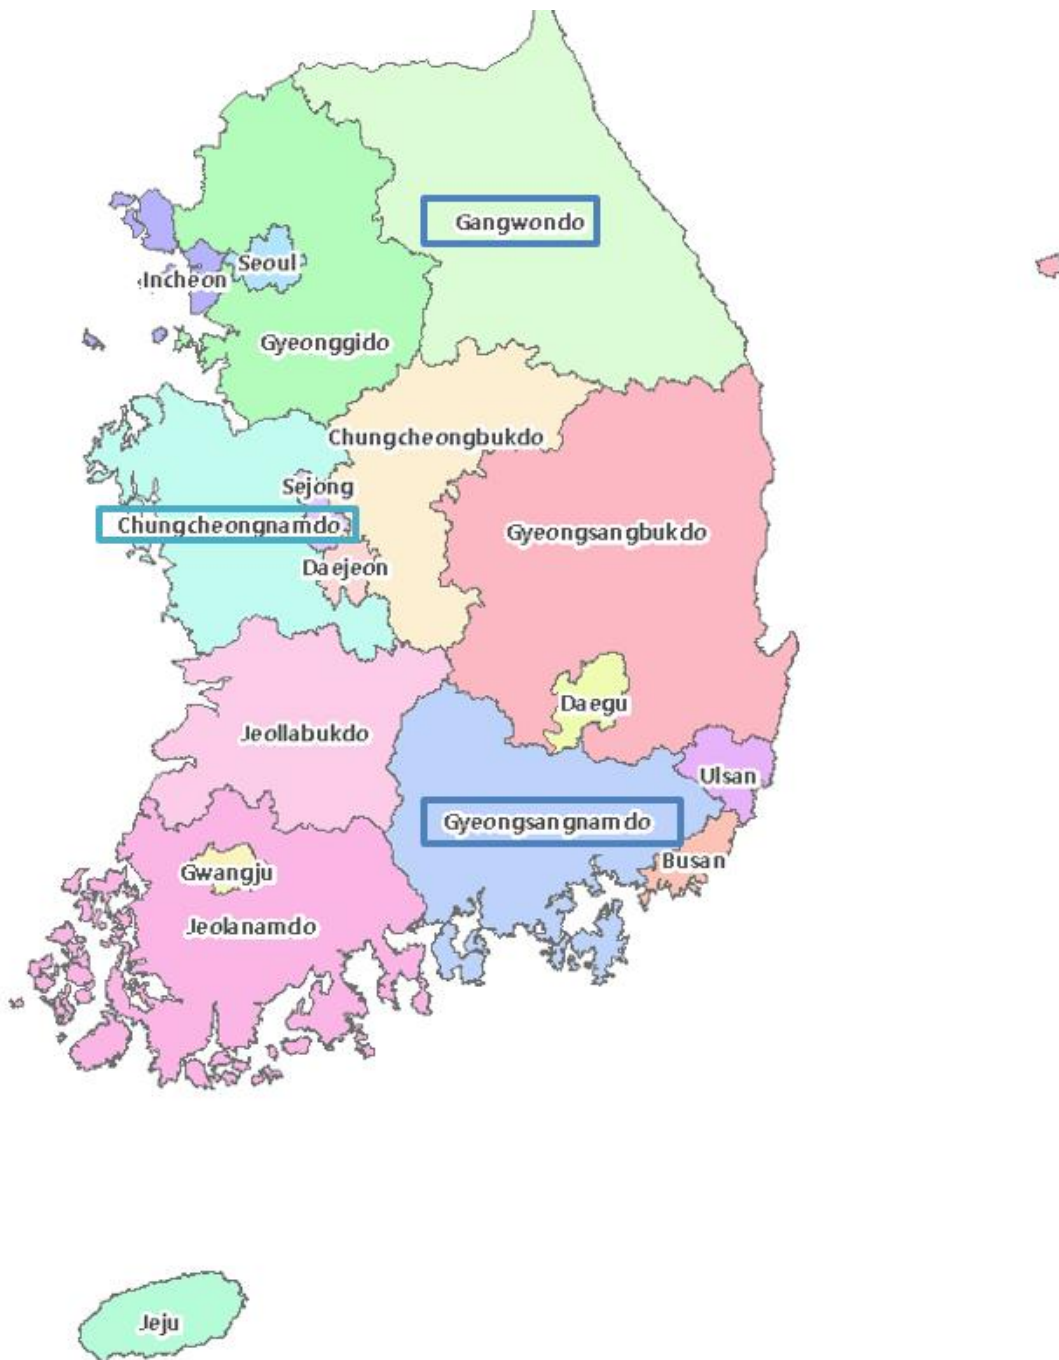 Gangwondo
Seoul
Incheon
Gyeonggido
Chungcheongbukdo
Sejong
Chungcheongnamdo
Gyeongsangbukdo
Daejeon
Daegu
Jeollabukdo
Ulsan
Gyeongsangnamdo
Busan
Gwangju
Jeolanamdo
Jeju